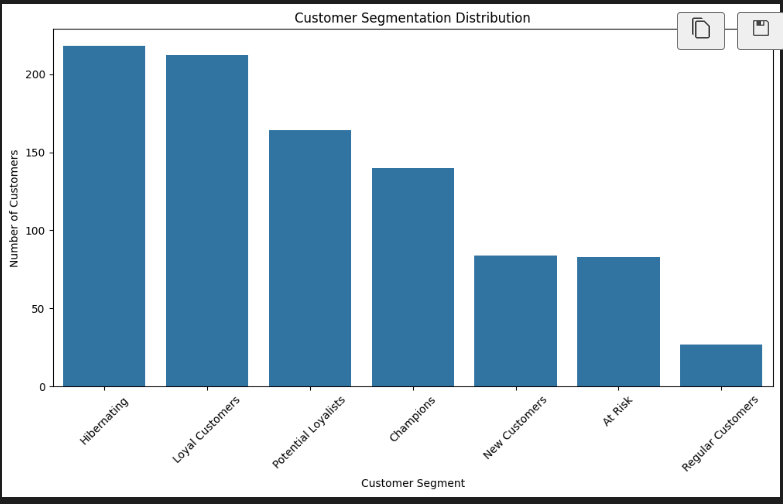 Customer Segmentation Distribution
Number of Customers
200
150
100
50
0
Hibernating
Loyal Customers
Potential Loyalists
Champions
New Customers
At Risk
Regular Customers
Customer Segment